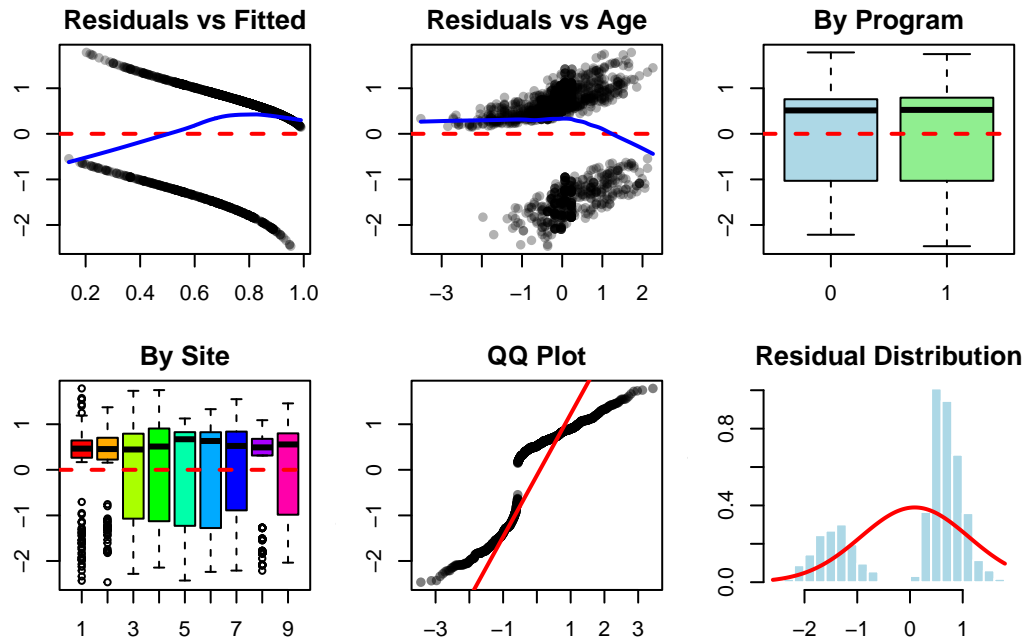 Residuals vs Fitted
Residuals vs Age
By Program
1
0
−1
−2
0.2 0.4 0.6 0.8 1.0
1
0
−1
−2
−3 −1 0 1 2
1
0
−1
−2
0 1
By Site
QQ Plot
Residual Distribution
1
0
−1
−2
1 3 5 7 9
1
0
−1
−2
−3 −1 0 1 2 3
0.8
0.4
0.0
−2 −1 0 1